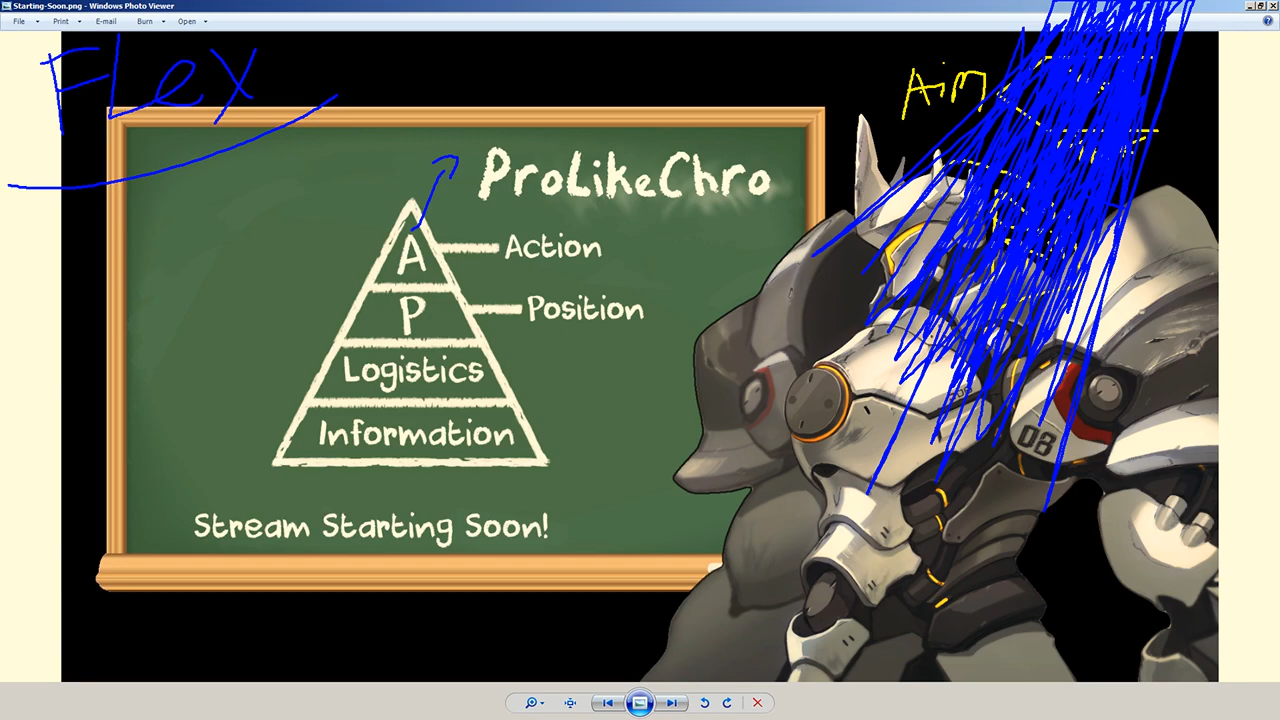 Starting-Soon.png - Windows Photo Viewer
File Print E-mail Burn Open
FLex
Aim
ProLikeChro
A Action
P Position
Logistics
Information
Stream Starting Soon!
08